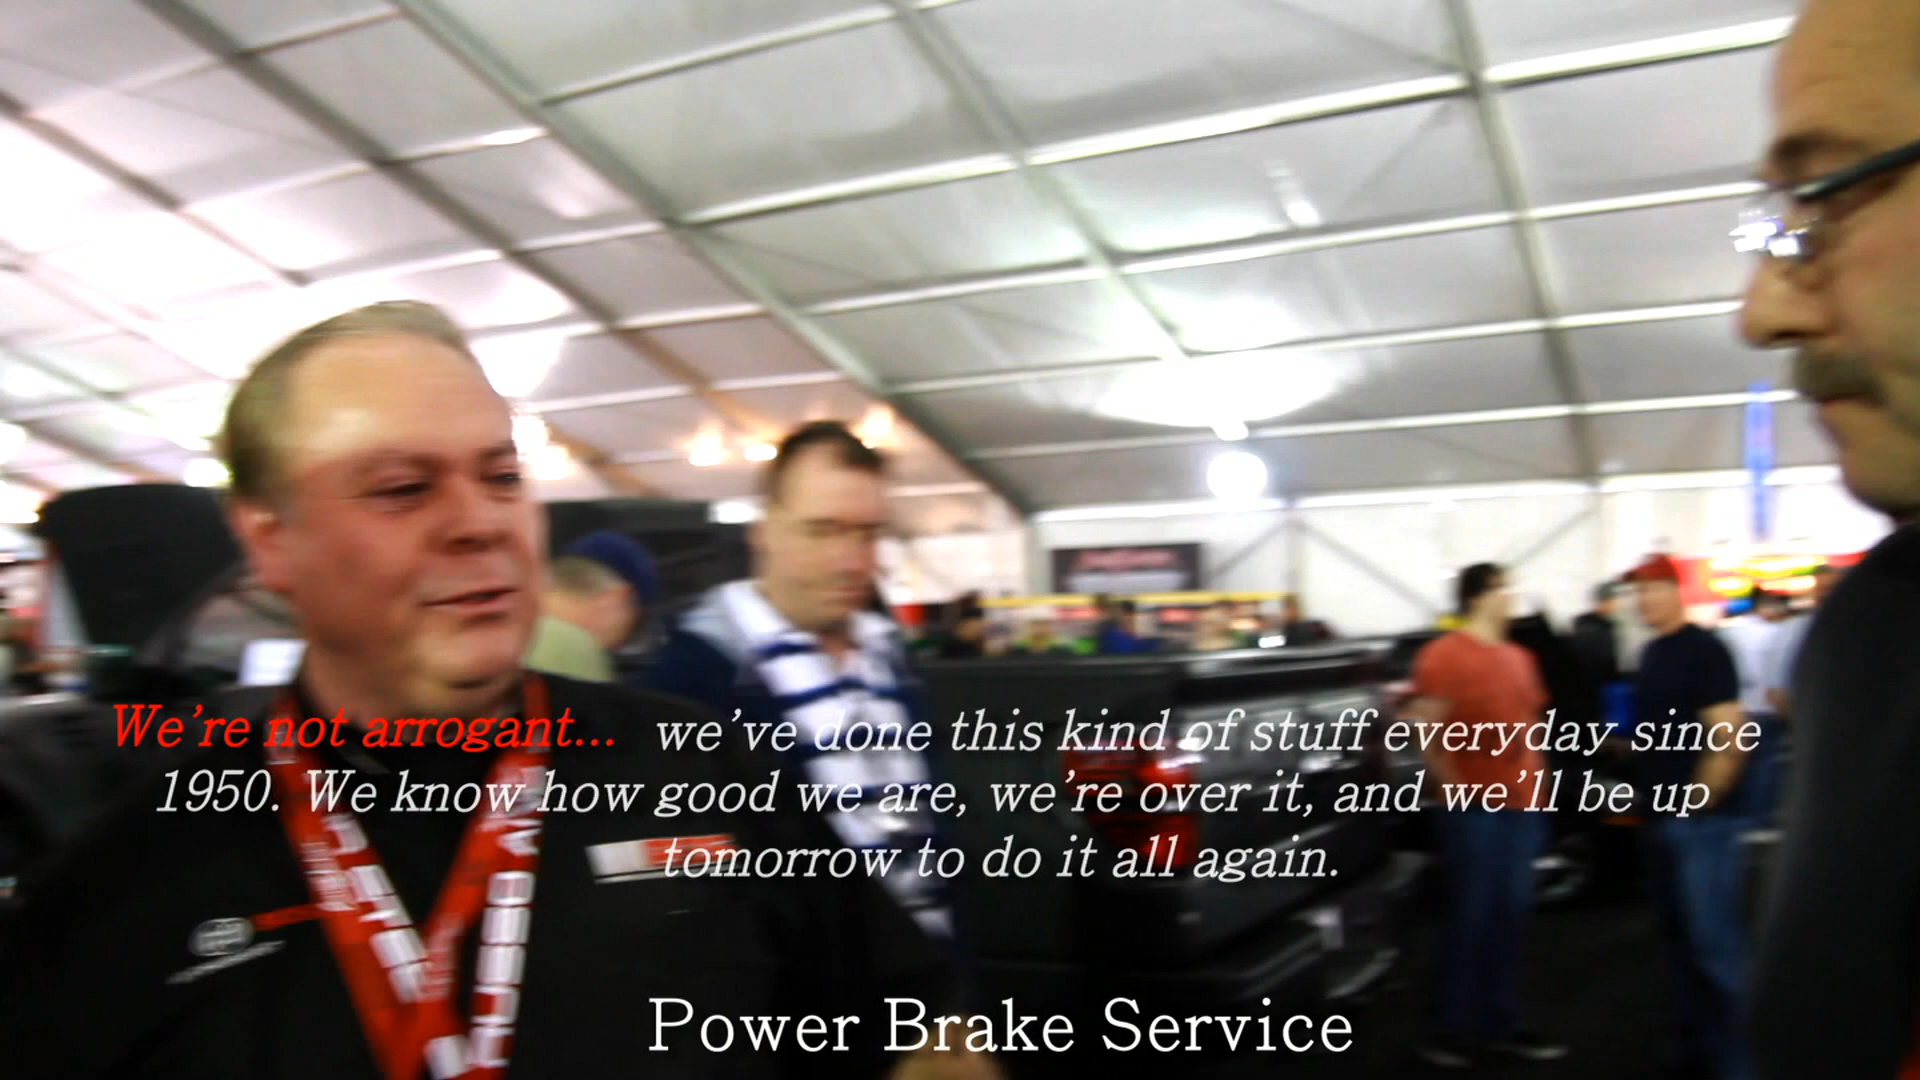 We're not arrogant... we've done this kind of stuff everyday since
1950. We know how good we are, we're over it, and we'll be up
tomorrow to do it all again.
Power Brake Service